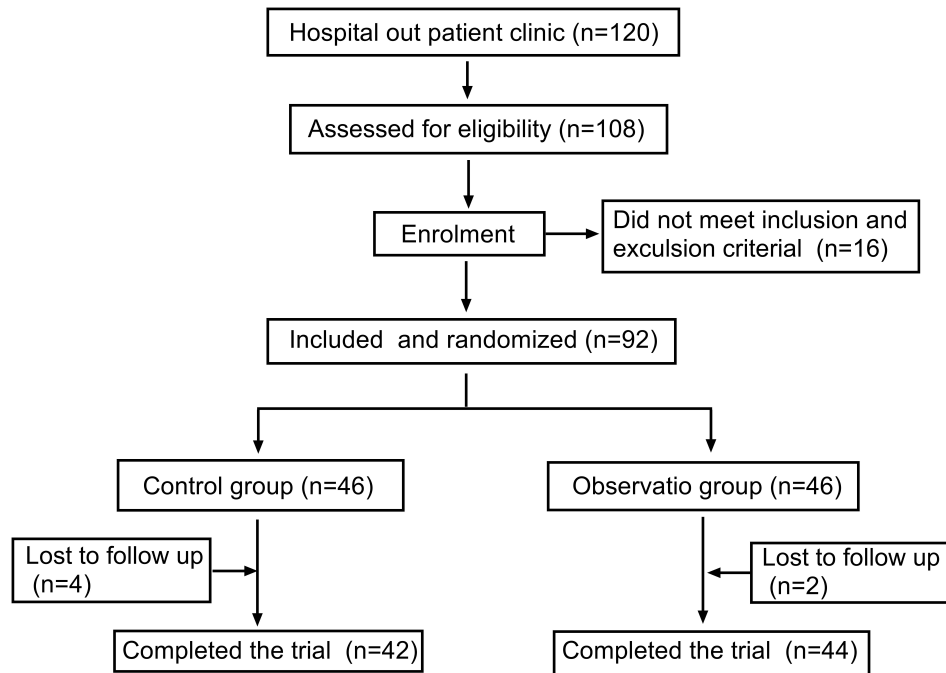 Hospital out patient clinic (n=120)
Assessed for eligibility (n=108)
Enrolment
Did not meet inclusion and
exculsion criterial (n=16)
Included and randomized (n=92)
Control group (n=46)
Observatio group (n=46)
Lost to follow up
(n=4)
Lost to follow up
(n=2)
Completed the trial (n=42)
Completed the trial (n=44)